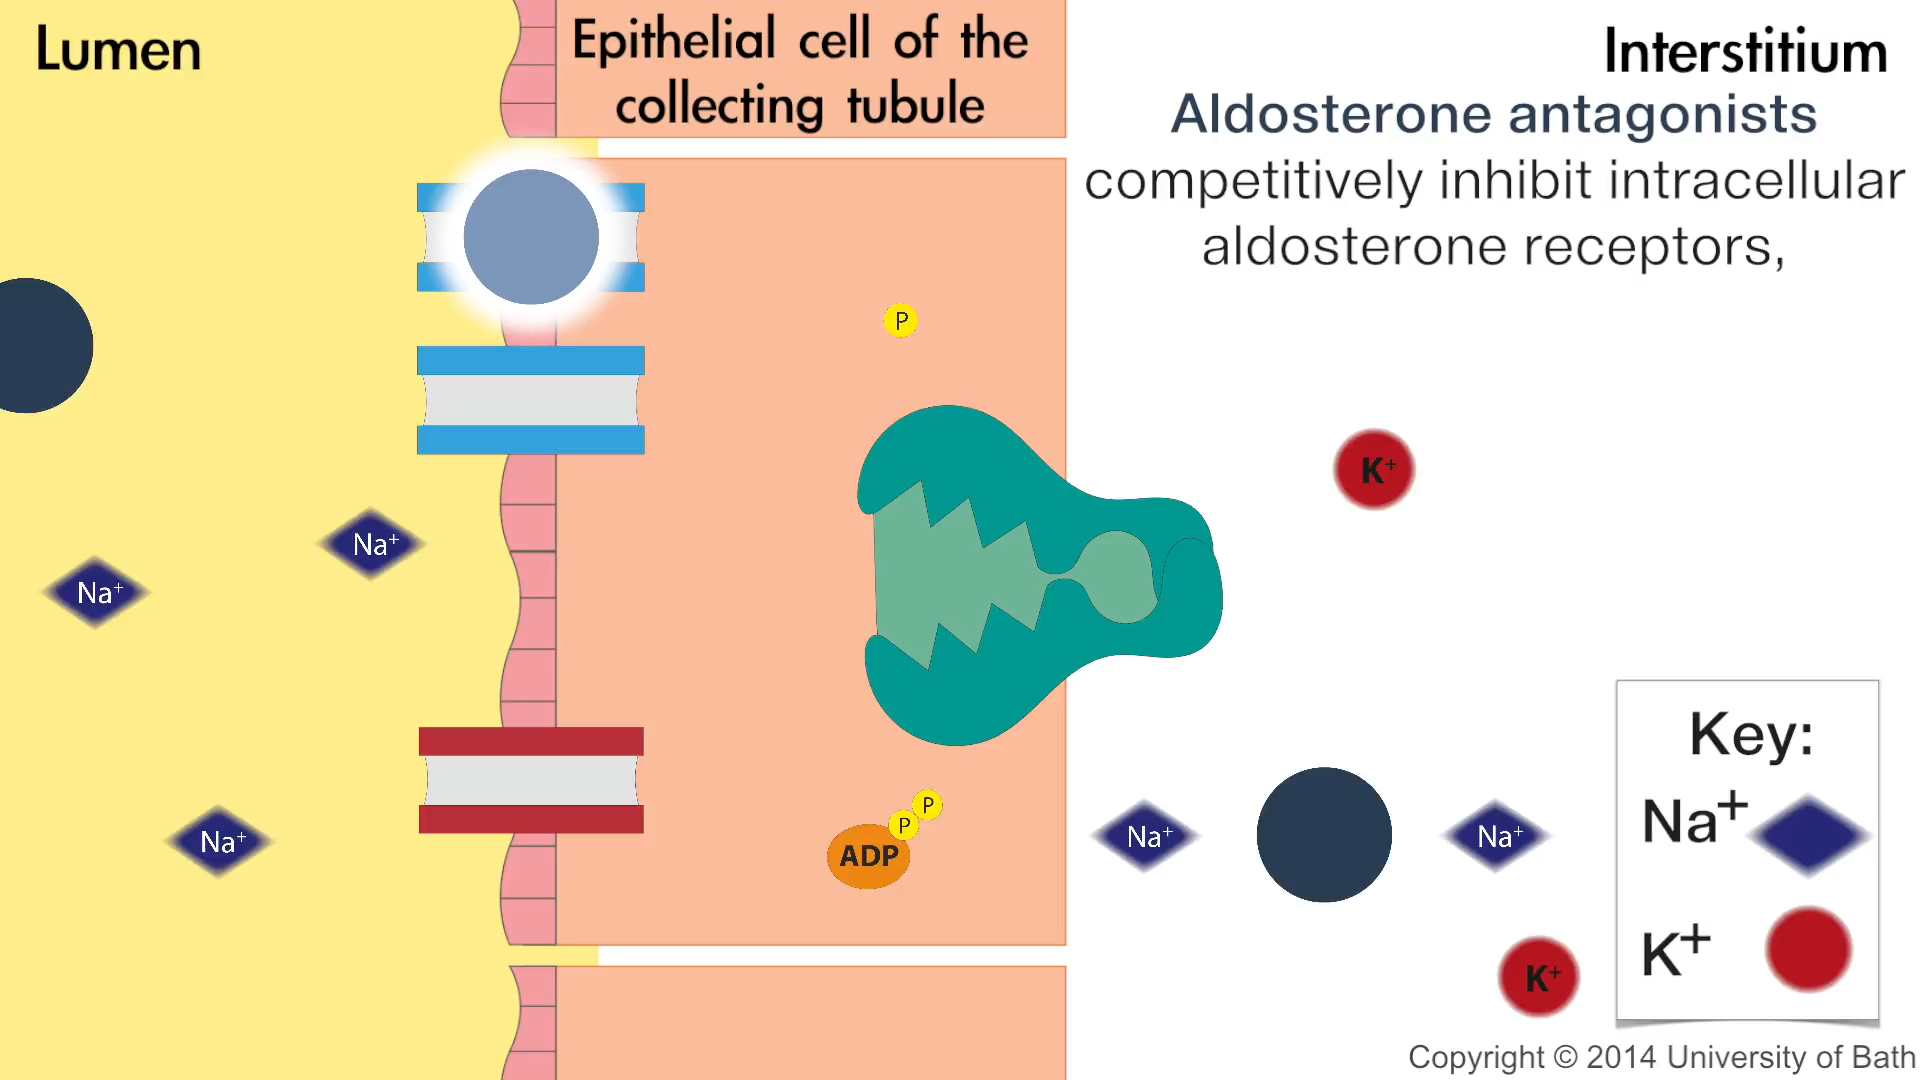 Lumen
Epithelial cell of the
collecting tubule
Interstitium
Aldosterone antagonists
competitively inhibit intracellular
aldosterone receptors,
P
K⁺
Na⁺
Na⁺
Na⁺
P
P
ADP
Na⁺
Na⁺
K⁺
Key:
Na⁺
K⁺
Copyright © 2014 University of Bath